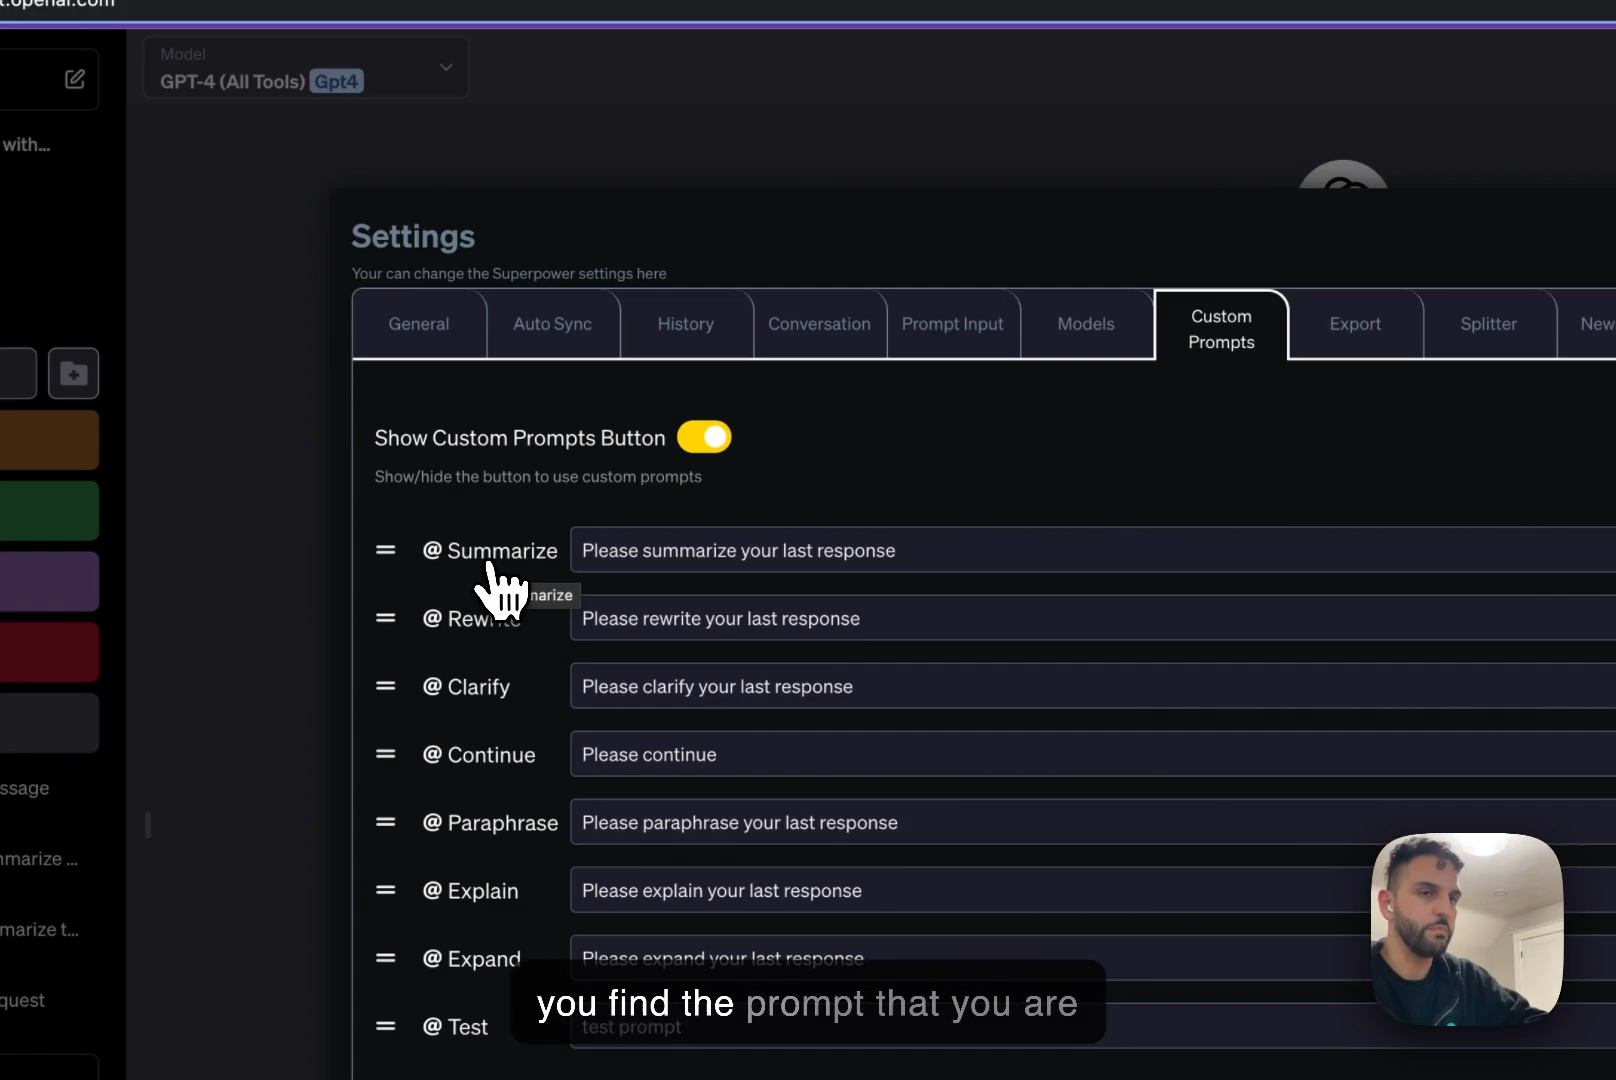 t.openai.com
Model
GPT-4 (All Tools) Gpt4
with...
Settings
Your can change the Superpower settings here
General
Auto Sync
History
Conversation
Prompt Input
Models
Custom
Prompts
Export
Splitter
New
Show Custom Prompts Button
Show/hide the button to use custom prompts
@ Summarize
Please summarize your last response
marize
@ Rewrite
Please rewrite your last response
@ Clarify
Please clarify your last response
@ Continue
Please continue
ssage
@ Paraphrase
Please paraphrase your last response
nmarize ...
@ Explain
Please explain your last response
marize t...
@ Expand
Please expand your last response
quest
you find the prompt that you are
@ Test
test prompt